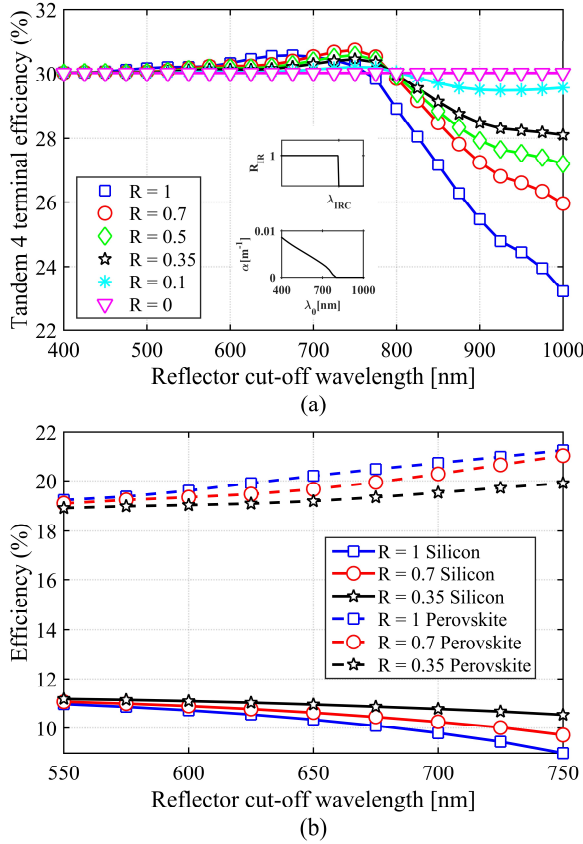 32
30
28
26
24
22
Tandem 4 terminal efficiency (%)
R = 1
R = 0.7
R = 0.5
R = 0.35
R = 0.1
R = 0
1
λIRC
0.01
0
α[m⁻¹]
400 700 1000
λ₀[nm]
400 500 600 700 800 900 1000
Reflector cut-off wavelength [nm]
(a)
22
20
18
16
14
12
10
Efficiency (%)
R = 1 Silicon
R = 0.7 Silicon
R = 0.35 Silicon
R = 1 Perovskite
R = 0.7 Perovskite
R = 0.35 Perovskite
550 600 650 700 750
Reflector cut-off wavelength [nm]
(b)